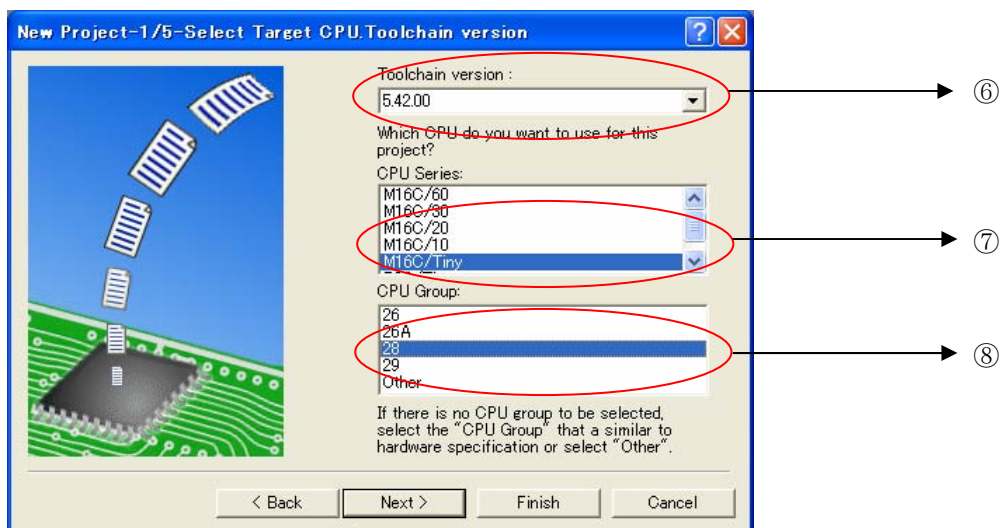 New Project-1/5-Select Target CPU.Toolchain version
Toolchain version :
5.42.00
⑥
Which CPU do you want to use for this
project?
CPU Series:
M16C/60
M16C/30
M16C/20
M16C/10
M16C/Tiny
⑦
CPU Group:
26
26A
28
29
Other
⑧
If there is no CPU group to be selected,
select the "CPU Group" that a similar to
hardware specification or select "Other".
< Back
Next >
Finish
Cancel